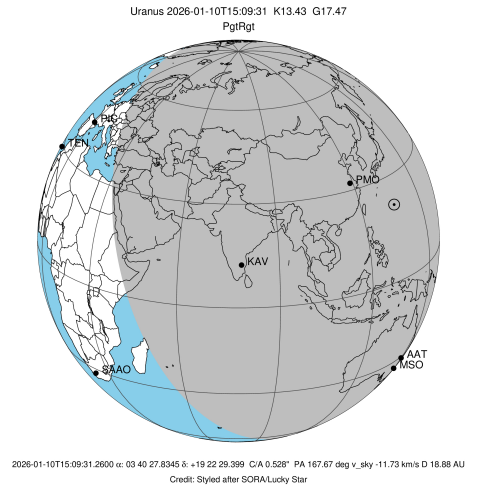 Uranus 2026-01-10T15:09:31 K13.43 G17.47
PgtRgt
PIC
TEN
PMO
KAV
AAT
MSO
SAAO
2026-01-10T15:09:31.2600 α: 03 40 27.8345 δ: +19 22 29.399 C/A 0.528" PA 167.67 deg v_sky -11.73 km/s D 18.88 AU
Credit: Styled after SORA/Lucky Star